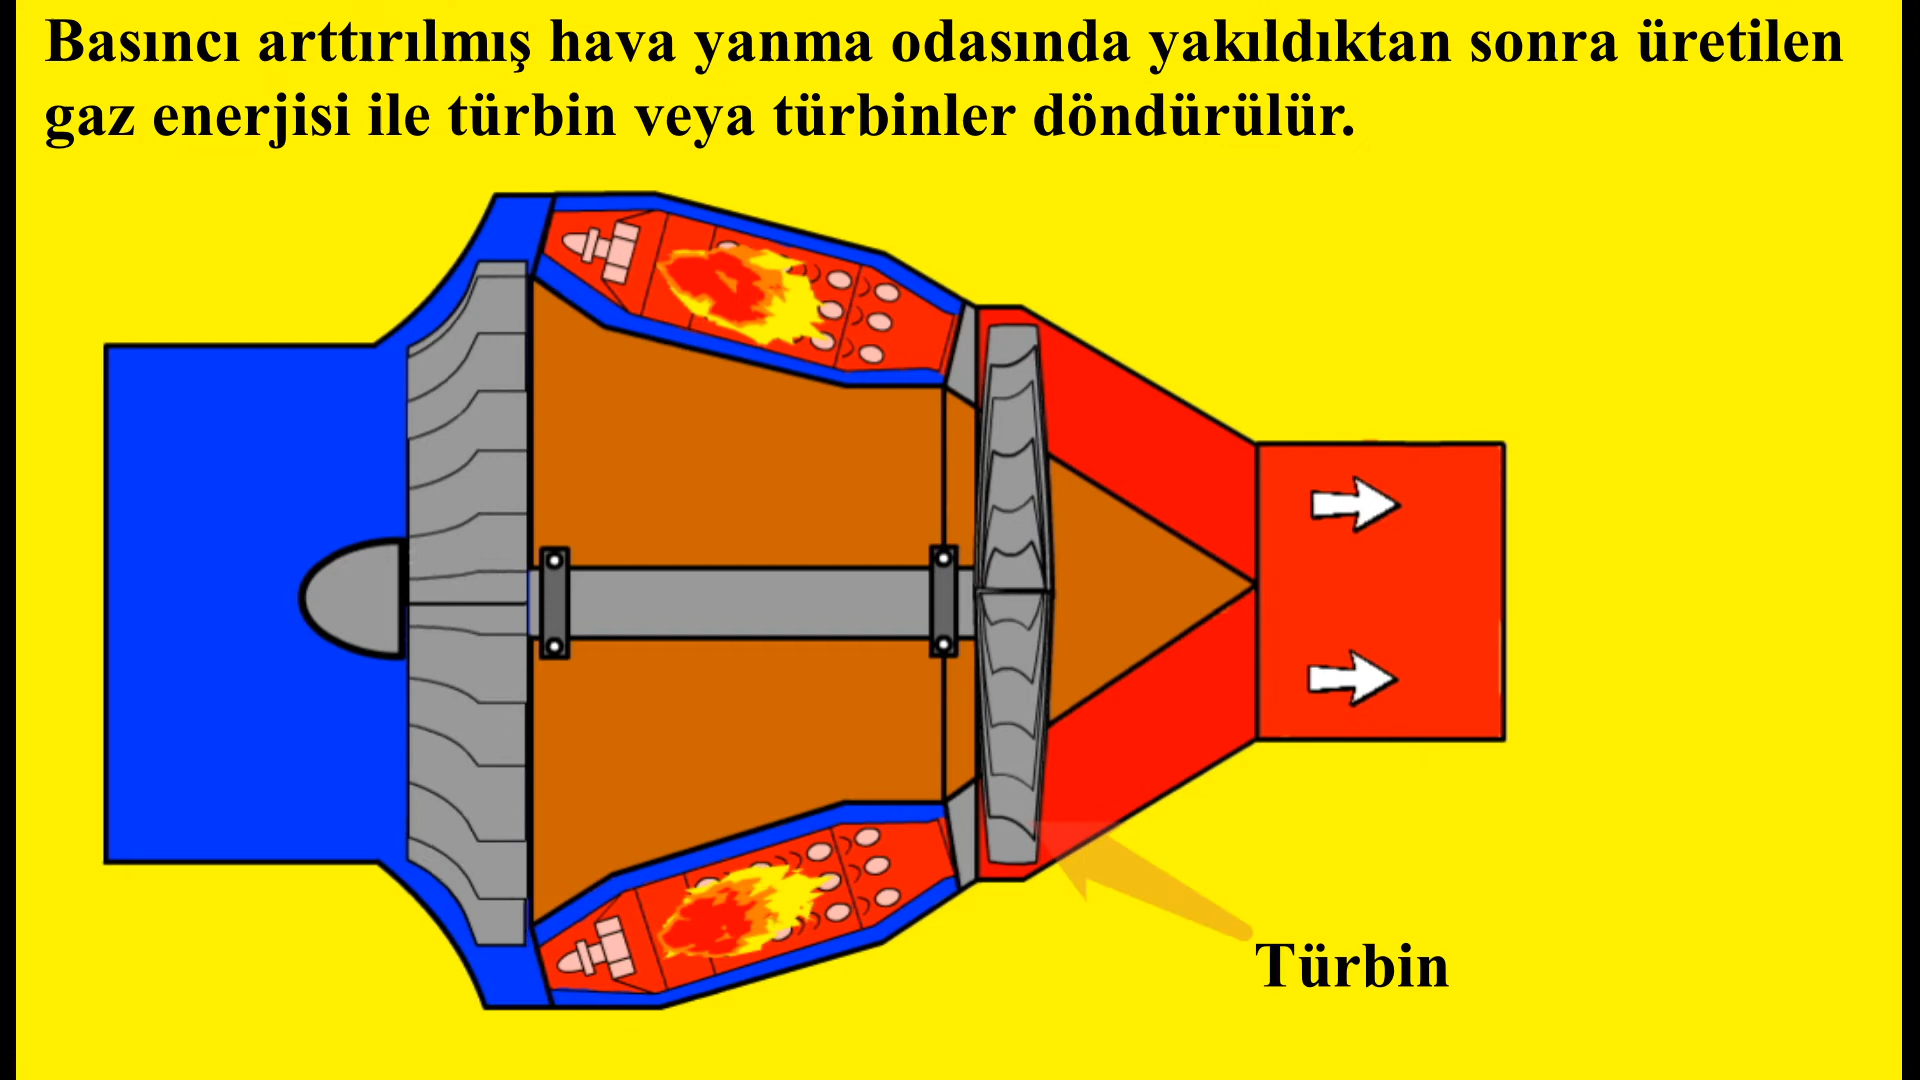 Basıncı arttırılmış hava yanma odasında yakıldıktan sonra üretilen
gaz enerjisi ile türbin veya türbinler döndürülür.
Türbin